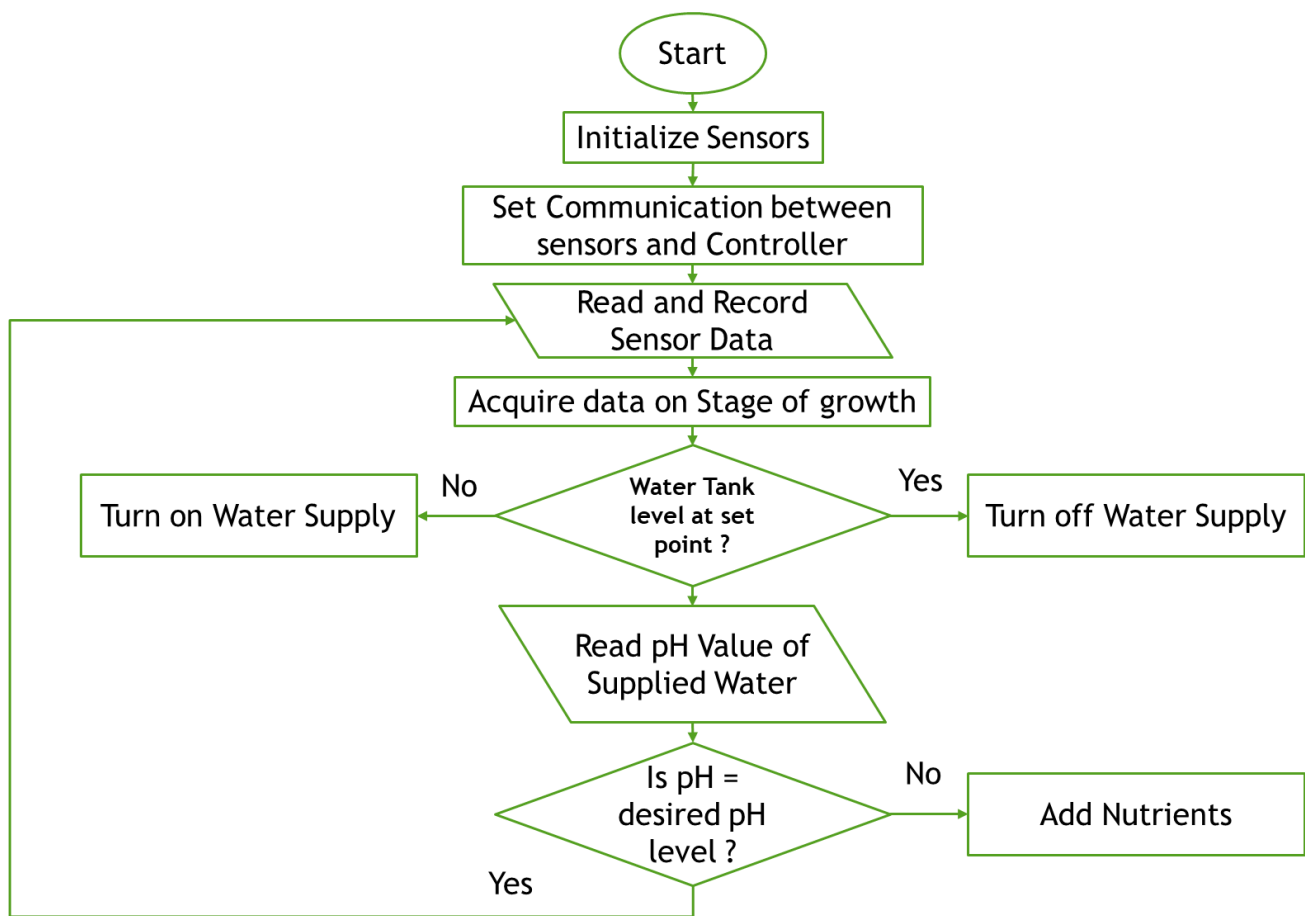 Start
Initialize Sensors
Set Communication between
sensors and Controller
Read and Record
Sensor Data
Acquire data on Stage of growth
No
Water Tank
level at set
point ?
Yes
Turn on Water Supply
Turn off Water Supply
Read pH Value of
Supplied Water
Is pH =
desired pH
level ?
No
Add Nutrients
Yes